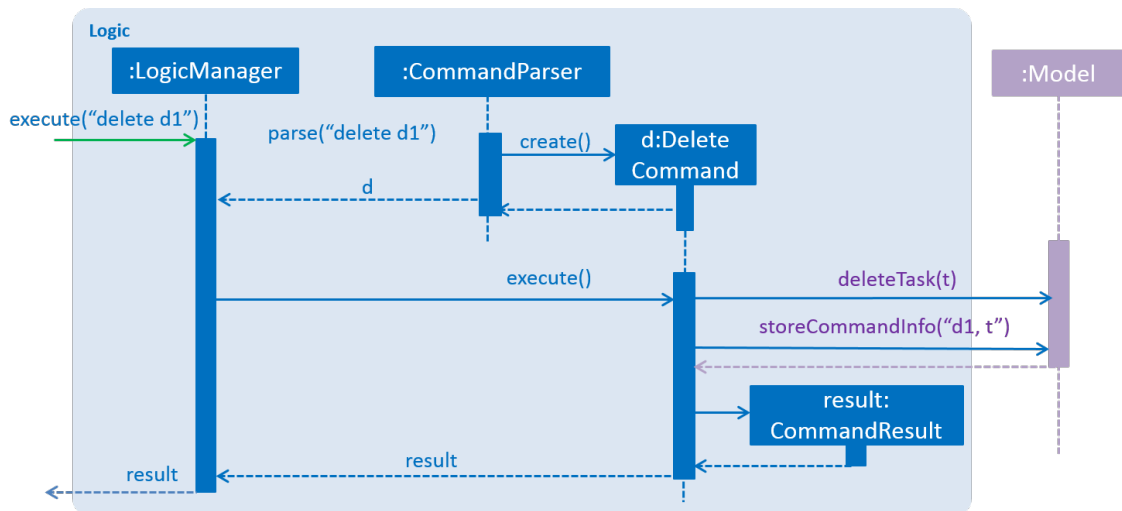 Logic
:LogicManager
:CommandParser
:Model
execute(“delete d1”)
parse(“delete d1”)
create()
d:Delete
Command
d
execute()
deleteTask(t)
storeCommandInfo(“d1, t”)
result:
CommandResult
result
result